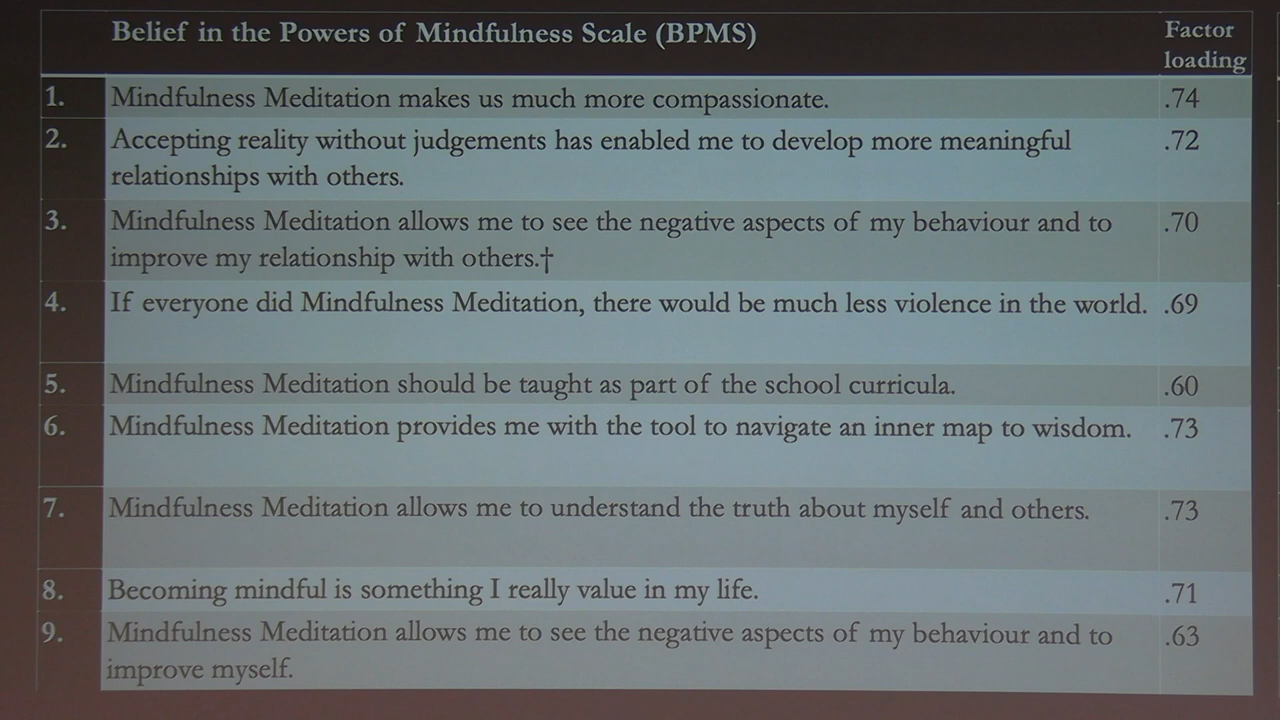 Belief in the Powers of Mindfulness Scale (BPMS) Factor
loading
1. Mindfulness Meditation makes us much more compassionate. .74
2. Accepting reality without judgements has enabled me to develop more meaningful .72
relationships with others.
3. Mindfulness Meditation allows me to see the negative aspects of my behaviour and to .70
improve my relationship with others.†
4. If everyone did Mindfulness Meditation, there would be much less violence in the world. .69
5. Mindfulness Meditation should be taught as part of the school curricula. .60
6. Mindfulness Meditation provides me with the tool to navigate an inner map to wisdom. .73
7. Mindfulness Meditation allows me to understand the truth about myself and others. .73
8. Becoming mindful is something I really value in my life. .71
9. Mindfulness Meditation allows me to see the negative aspects of my behaviour and to .63
improve myself.